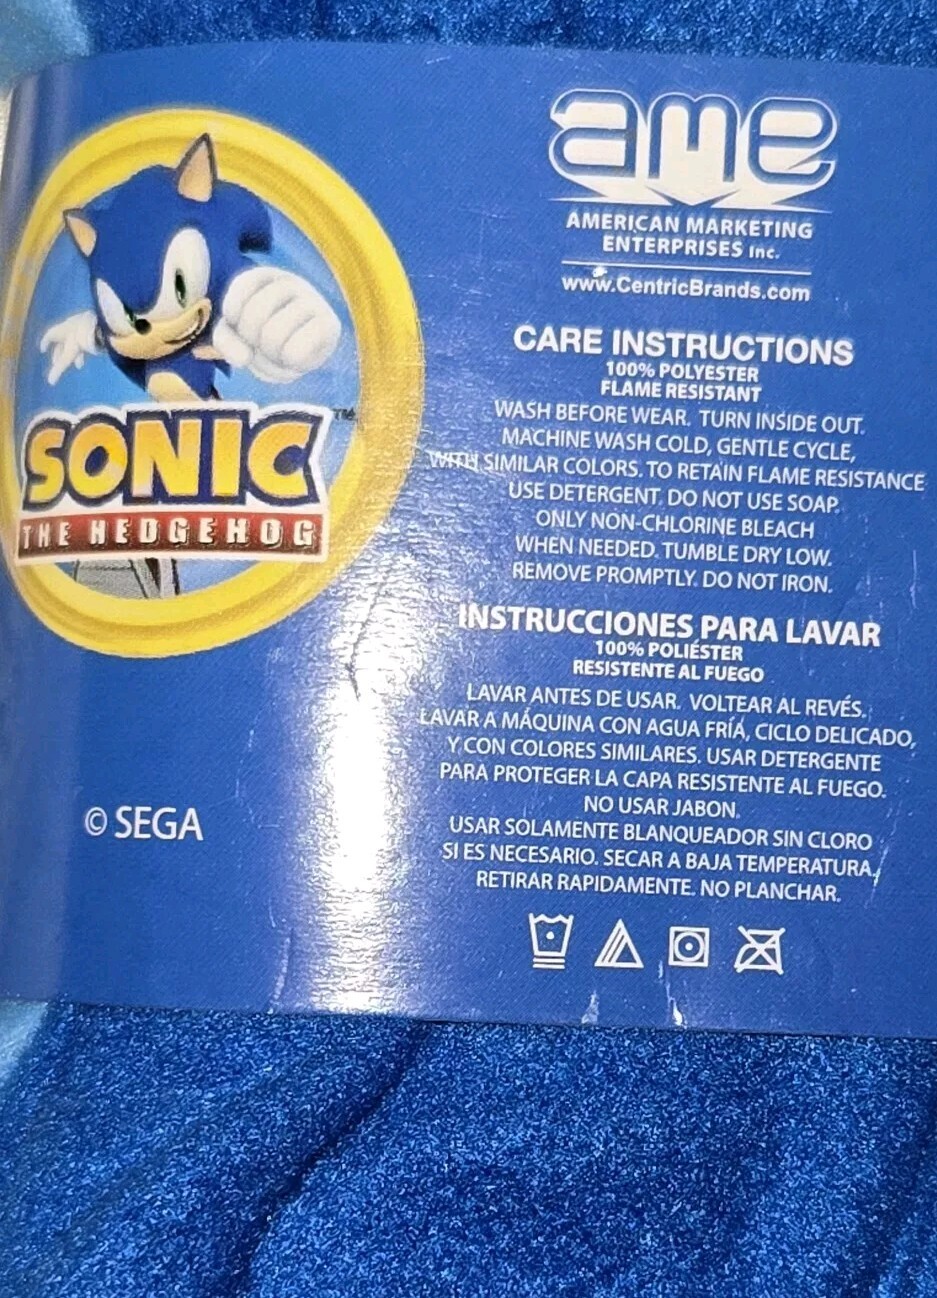 SONIC™
THE HEDGEHOG
© SEGA
ame
AMERICAN MARKETING
ENTERPRISES Inc.
www.CentricBrands.com
CARE INSTRUCTIONS
100% POLYESTER
FLAME RESISTANT
WASH BEFORE WEAR. TURN INSIDE OUT.
MACHINE WASH COLD, GENTLE CYCLE,
WITH SIMILAR COLORS. TO RETAIN FLAME RESISTANCE
USE DETERGENT. DO NOT USE SOAP.
ONLY NON-CHLORINE BLEACH
WHEN NEEDED. TUMBLE DRY LOW.
REMOVE PROMPTLY. DO NOT IRON.
INSTRUCCIONES PARA LAVAR
100% POLIÉSTER
RESISTENTE AL FUEGO
LAVAR ANTES DE USAR. VOLTEAR AL REVÉS.
LAVAR A MÁQUINA CON AGUA FRÍA, CICLO DELICADO,
Y CON COLORES SIMILARES. USAR DETERGENTE
PARA PROTEGER LA CAPA RESISTENTE AL FUEGO.
NO USAR JABON.
USAR SOLAMENTE BLANQUEADOR SIN CLORO
SI ES NECESARIO. SECAR A BAJA TEMPERATURA.
RETIRAR RAPIDAMENTE. NO PLANCHAR.